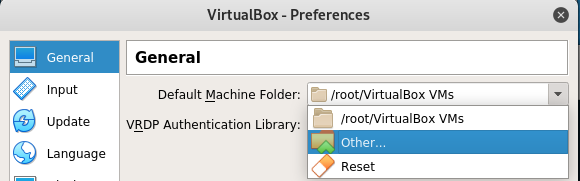 VirtualBox - Preferences
General
General
Input
Default Machine Folder: /root/VirtualBox VMs
/root/VirtualBox VMs
Update
VRDP Authentication Library:
Other...
Language
Reset